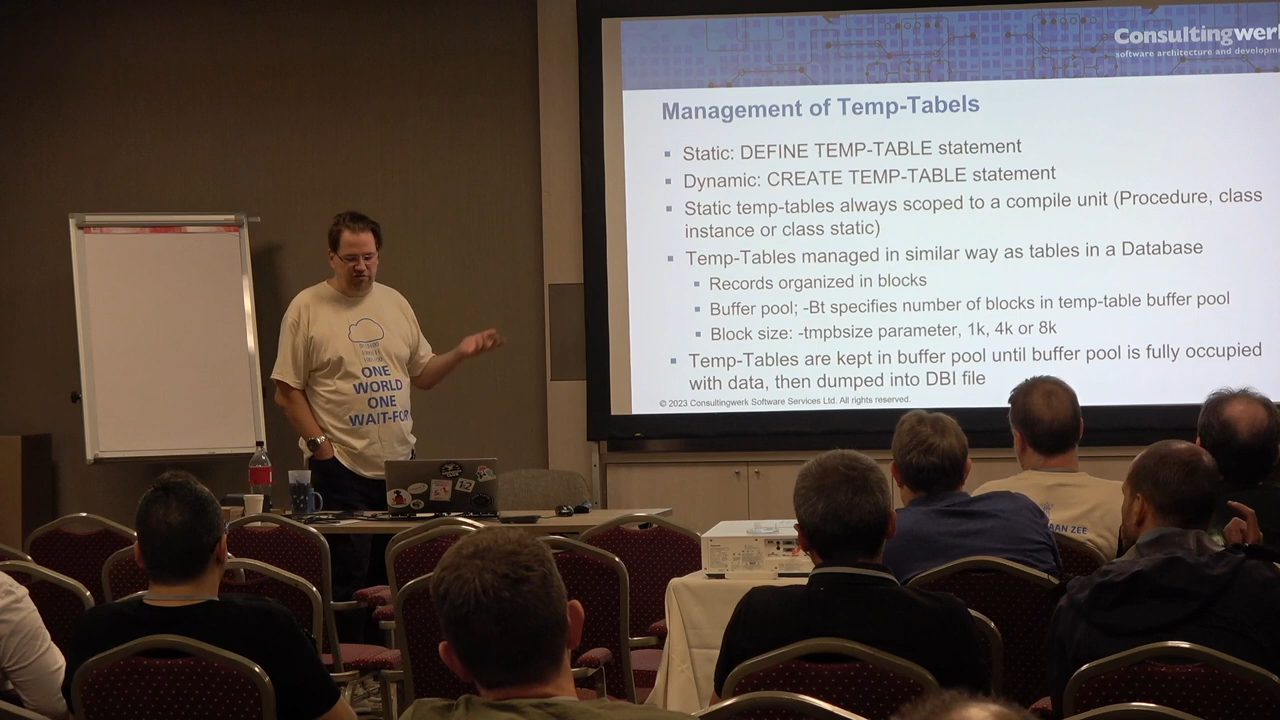 Consultingwerk
software architecture and developm
Management of Temp-Tabels
Static: DEFINE TEMP-TABLE statement
Dynamic: CREATE TEMP-TABLE statement
Static temp-tables always scoped to a compile unit (Procedure, class
instance or class static)
Temp-Tables managed in similar way as tables in a Database
Records organized in blocks
Buffer pool; -Bt specifies number of blocks in temp-table buffer pool
Block size: -tmpbsize parameter, 1k, 4k or 8k
Temp-Tables are kept in buffer pool until buffer pool is fully occupied
with data, then dumped into DBI file
© 2023 Consultingwerk Software Services Ltd. All rights reserved.
ONE
WORLD
ONE
WAIT-FOR
1/2
AAN ZEE